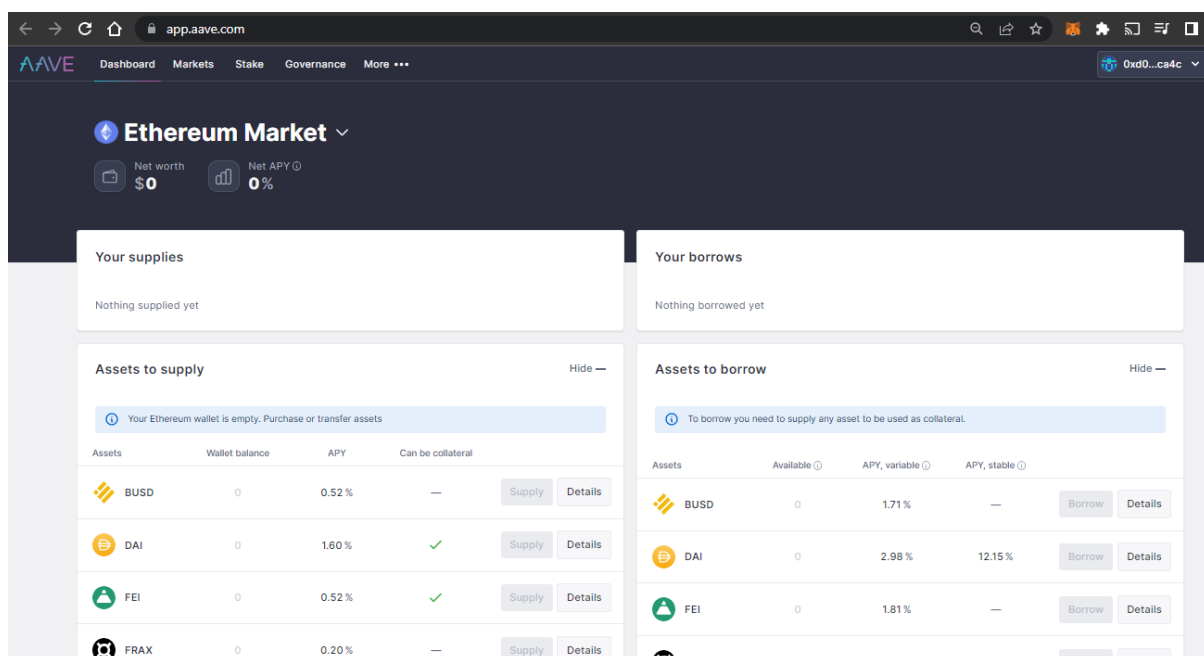 app.aave.com
AAVE Dashboard Markets Stake Governance More ••• 0xd0...ca4c
Ethereum Market
Net worth
$0
Net APY
0%
Your supplies
Nothing supplied yet
Your borrows
Nothing borrowed yet
Assets to supply
Hide —
Your Ethereum wallet is empty. Purchase or transfer assets
Assets Wallet balance APY Can be collateral
BUSD 0 0.52% — Supply Details
DAI 0 1.60% ✓ Supply Details
FEI 0 0.52% ✓ Supply Details
FRAX 0 0.20% — Supply Details
Assets to borrow
Hide —
To borrow you need to supply any asset to be used as collateral.
Assets Available APY, variable APY, stable
BUSD 0 1.71% — Borrow Details
DAI 0 2.98% 12.15% Borrow Details
FEI 0 1.81% — Borrow Details